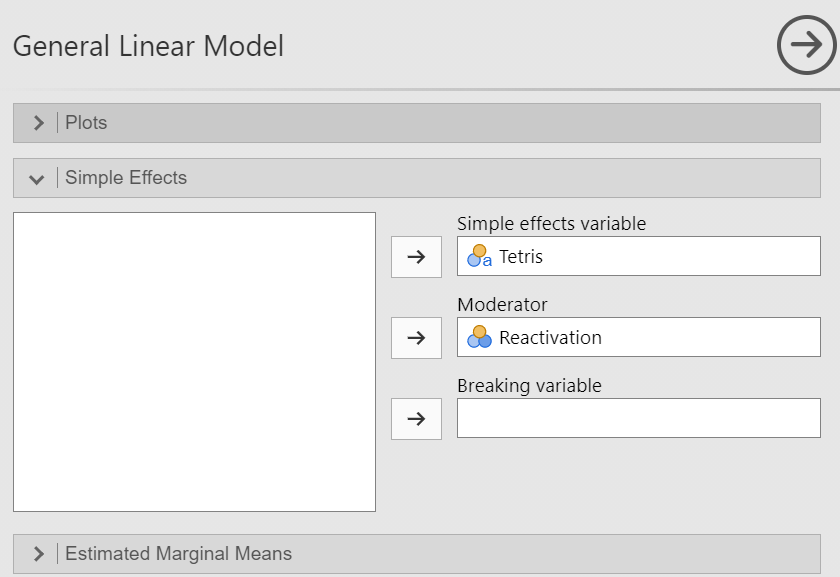 General Linear Model
Plots
Simple Effects
Simple effects variable
a Tetris
Moderator
Reactivation
Breaking variable
Estimated Marginal Means